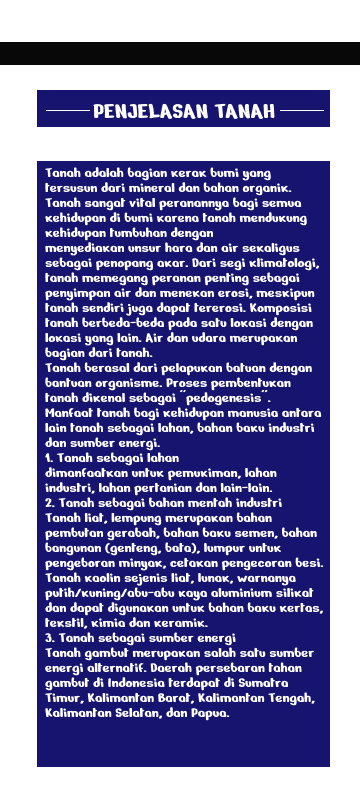 PENJELASAN TANAH
Tanah adalah bagian kerak bumi yang
tersusun dari mineral dan bahan organik.
Tanah sangat vital peranannya bagi semua
kehidupan di bumi karena tanah mendukung
kehidupan tumbuhan dengan
menyediakan unsur hara dan air sekaligus
sebagai penopang akar. Dari segi klimatologi,
tanah memegang peranan penting sebagai
penyimpan air dan menekan erosi, meskipun
tanah sendiri juga dapat tererosi. Komposisi
tanah berbeda-beda pada satu lokasi dengan
lokasi yang lain. Air dan udara merupakan
bagian dari tanah.
Tanah berasal dari pelapukan batuan dengan
bantuan organisme. Proses pembentukan
tanah dikenal sebagai "pedogenesis".
Manfaat tanah bagi kehidupan manusia antara
lain tanah sebagai lahan, bahan baku industri
dan sumber energi.
1. Tanah sebagai lahan
dimanfaatkan untuk pemukiman, lahan
industri, lahan pertanian dan lain-lain.
2. Tanah sebagai bahan mentah industri
Tanah liat, lempung merupakan bahan
pembutan gerabah, bahan baku semen, bahan
bangunan (genteng, bata), lumpur untuk
pengeboran minyak, cetakan pengecoran besi.
Tanah kaolin sejenis liat, lunak, warnanya
putih/kuning/abu-abu kaya aluminium silikat
dan dapat digunakan untuk bahan baku kertas,
tekstil, kimia dan keramik.
3. Tanah sebagai sumber energi
Tanah gambut merupakan salah satu sumber
energi alternatif. Daerah persebaran tahan
gambut di Indonesia terdapat di Sumatra
Timur, Kalimantan Barat, Kalimantan Tengah,
Kalimantan Selatan, dan Papua.